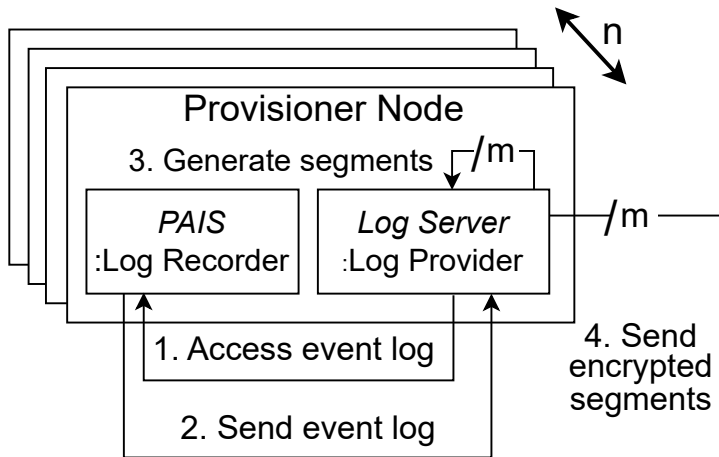 n
Provisioner Node
3. Generate segments
/m
PAIS
:Log Recorder
Log Server
:Log Provider
/m
1. Access event log
2. Send event log
4. Send
encrypted
segments